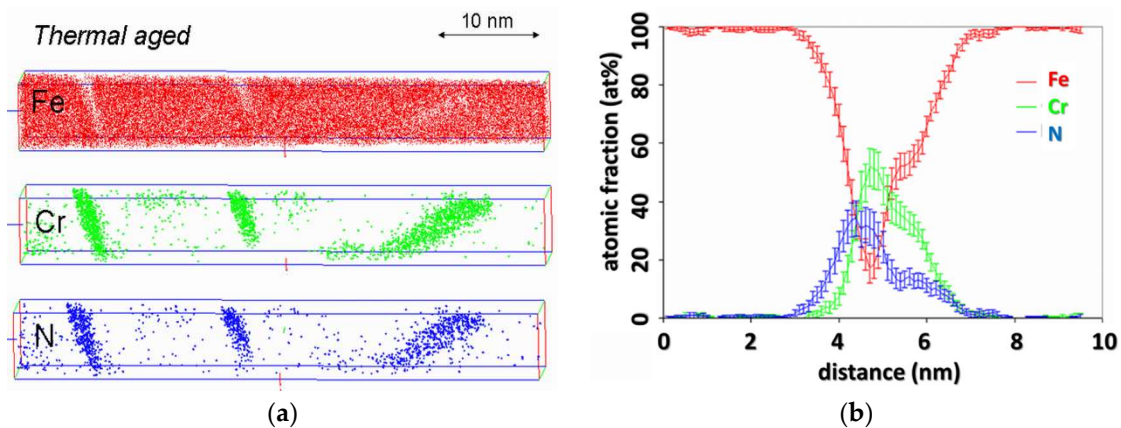 Thermal aged
10 nm
Fe
Cr
N
(a)
atomic fraction (at%)
100
80
60
40
20
0
Fe
Cr
N
0 2 4 6 8 10
distance (nm)
(b)